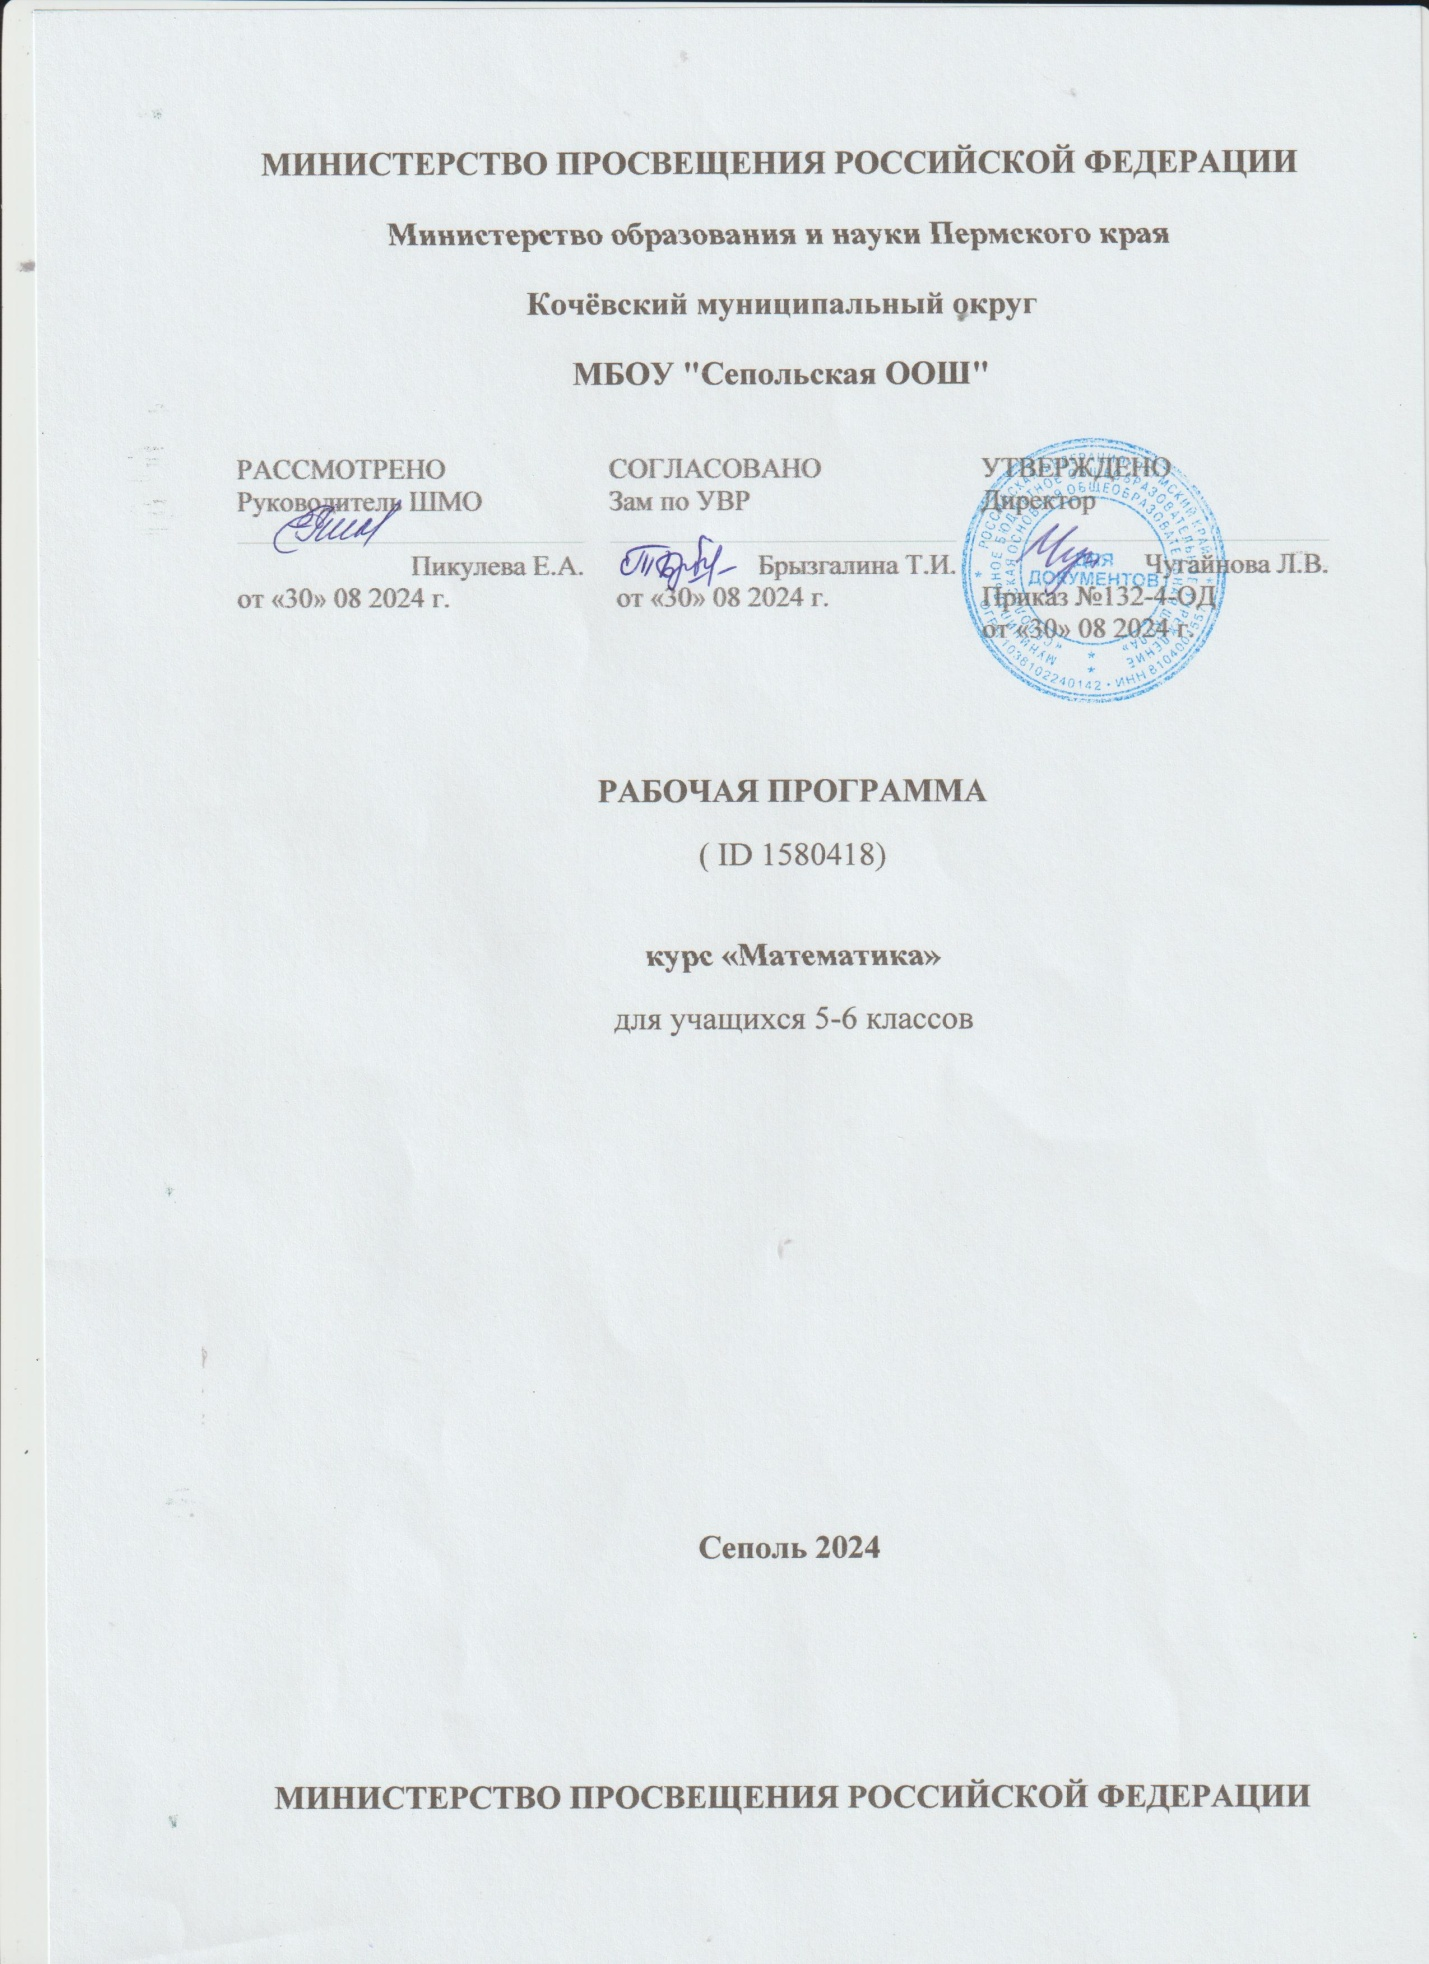 МИНИСТЕРСТВО ПРОСВЕЩЕНИЯ РОССИЙСКОЙ ФЕДЕРАЦИИ
Министерство образования и науки Пермского края
Кочёвский муниципальный округ
МБОУ "Сепольская ООШ"
РАССМОТРЕНО
Руководитель ШМО
Пикулева Е.А.
от «30» 08 2024 г.
СОГЛАСОВАНО
Зам по УВР
Брызгалина Т.И.
от «30» 08 2024 г.
УТВЕРЖДЕНО
Директор
Чугайнова Л.В.
Приказ №132-4-ОД
от «30» 08 2024 г.
ДОКУМЕНТОВ
РАБОЧАЯ ПРОГРАММА
( ID 1580418)
курс «Математика»
для учащихся 5-6 классов
Сеполь 2024
МИНИСТЕРСТВО ПРОСВЕЩЕНИЯ РОССИЙСКОЙ ФЕДЕРАЦИИ